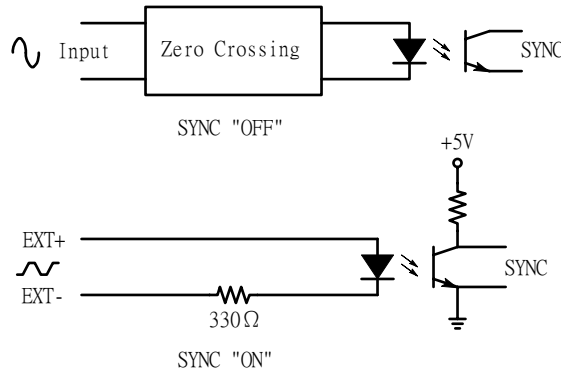 Input
Zero Crossing
SYNC
SYNC "OFF"
+5V
EXT+
EXT-
SYNC
330Ω
SYNC "ON"